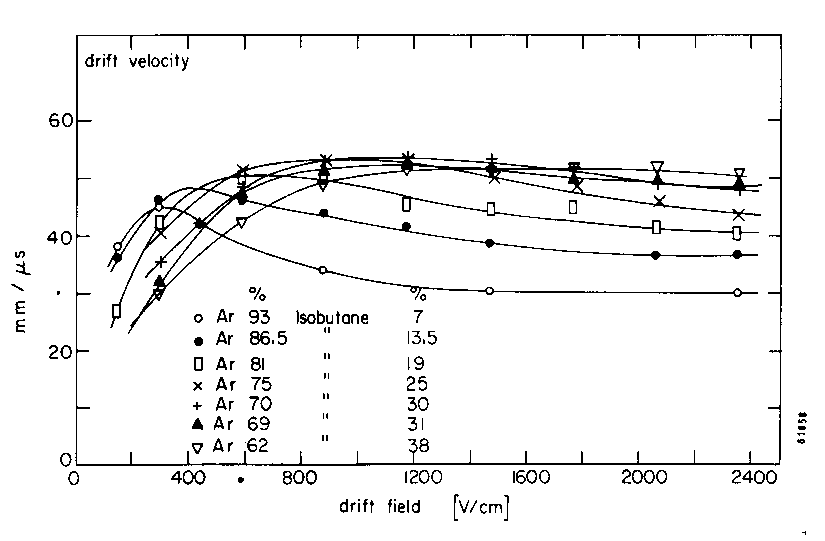 drift velocity
60
40
20
0
mm / μs
% %
○ Ar 93 Isobutane 7
● Ar 86.5 " 13.5
▯ Ar 81 " 19
× Ar 75 " 25
+ Ar 70 " 30
▲ Ar 69 " 31
▽ Ar 62 " 38
0 400 800 1200 1600 2000 2400
drift field [V/cm]